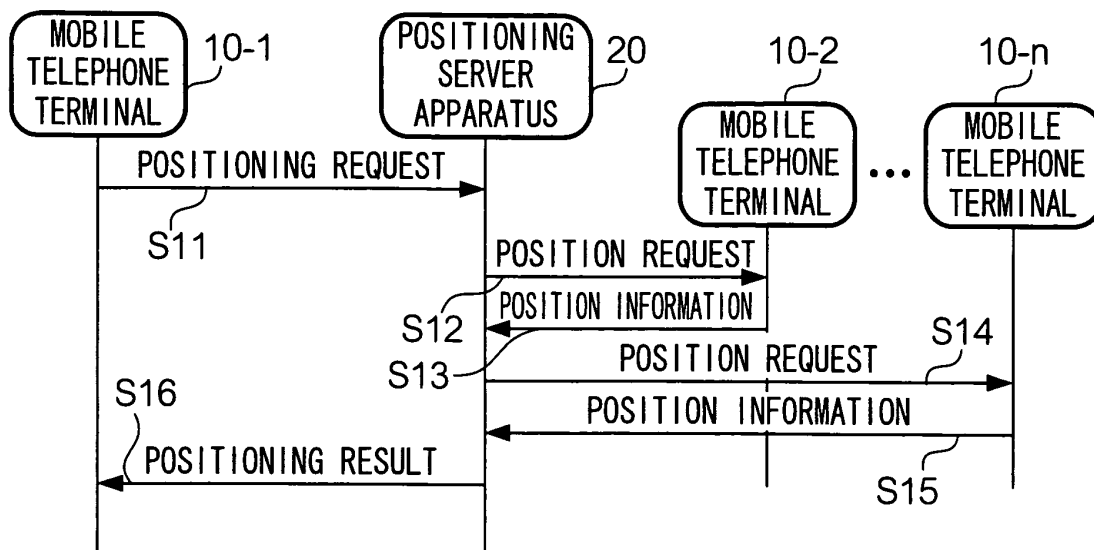 MOBILE
TELEPHONE
TERMINAL
10-1
POSITIONING
SERVER
APPARATUS
20
10-2
MOBILE
TELEPHONE
TERMINAL
...
10-n
MOBILE
TELEPHONE
TERMINAL
POSITIONING REQUEST
S11
POSITION REQUEST
S12
POSITION INFORMATION
S13
POSITION REQUEST
S14
POSITION INFORMATION
S15
POSITIONING RESULT
S16